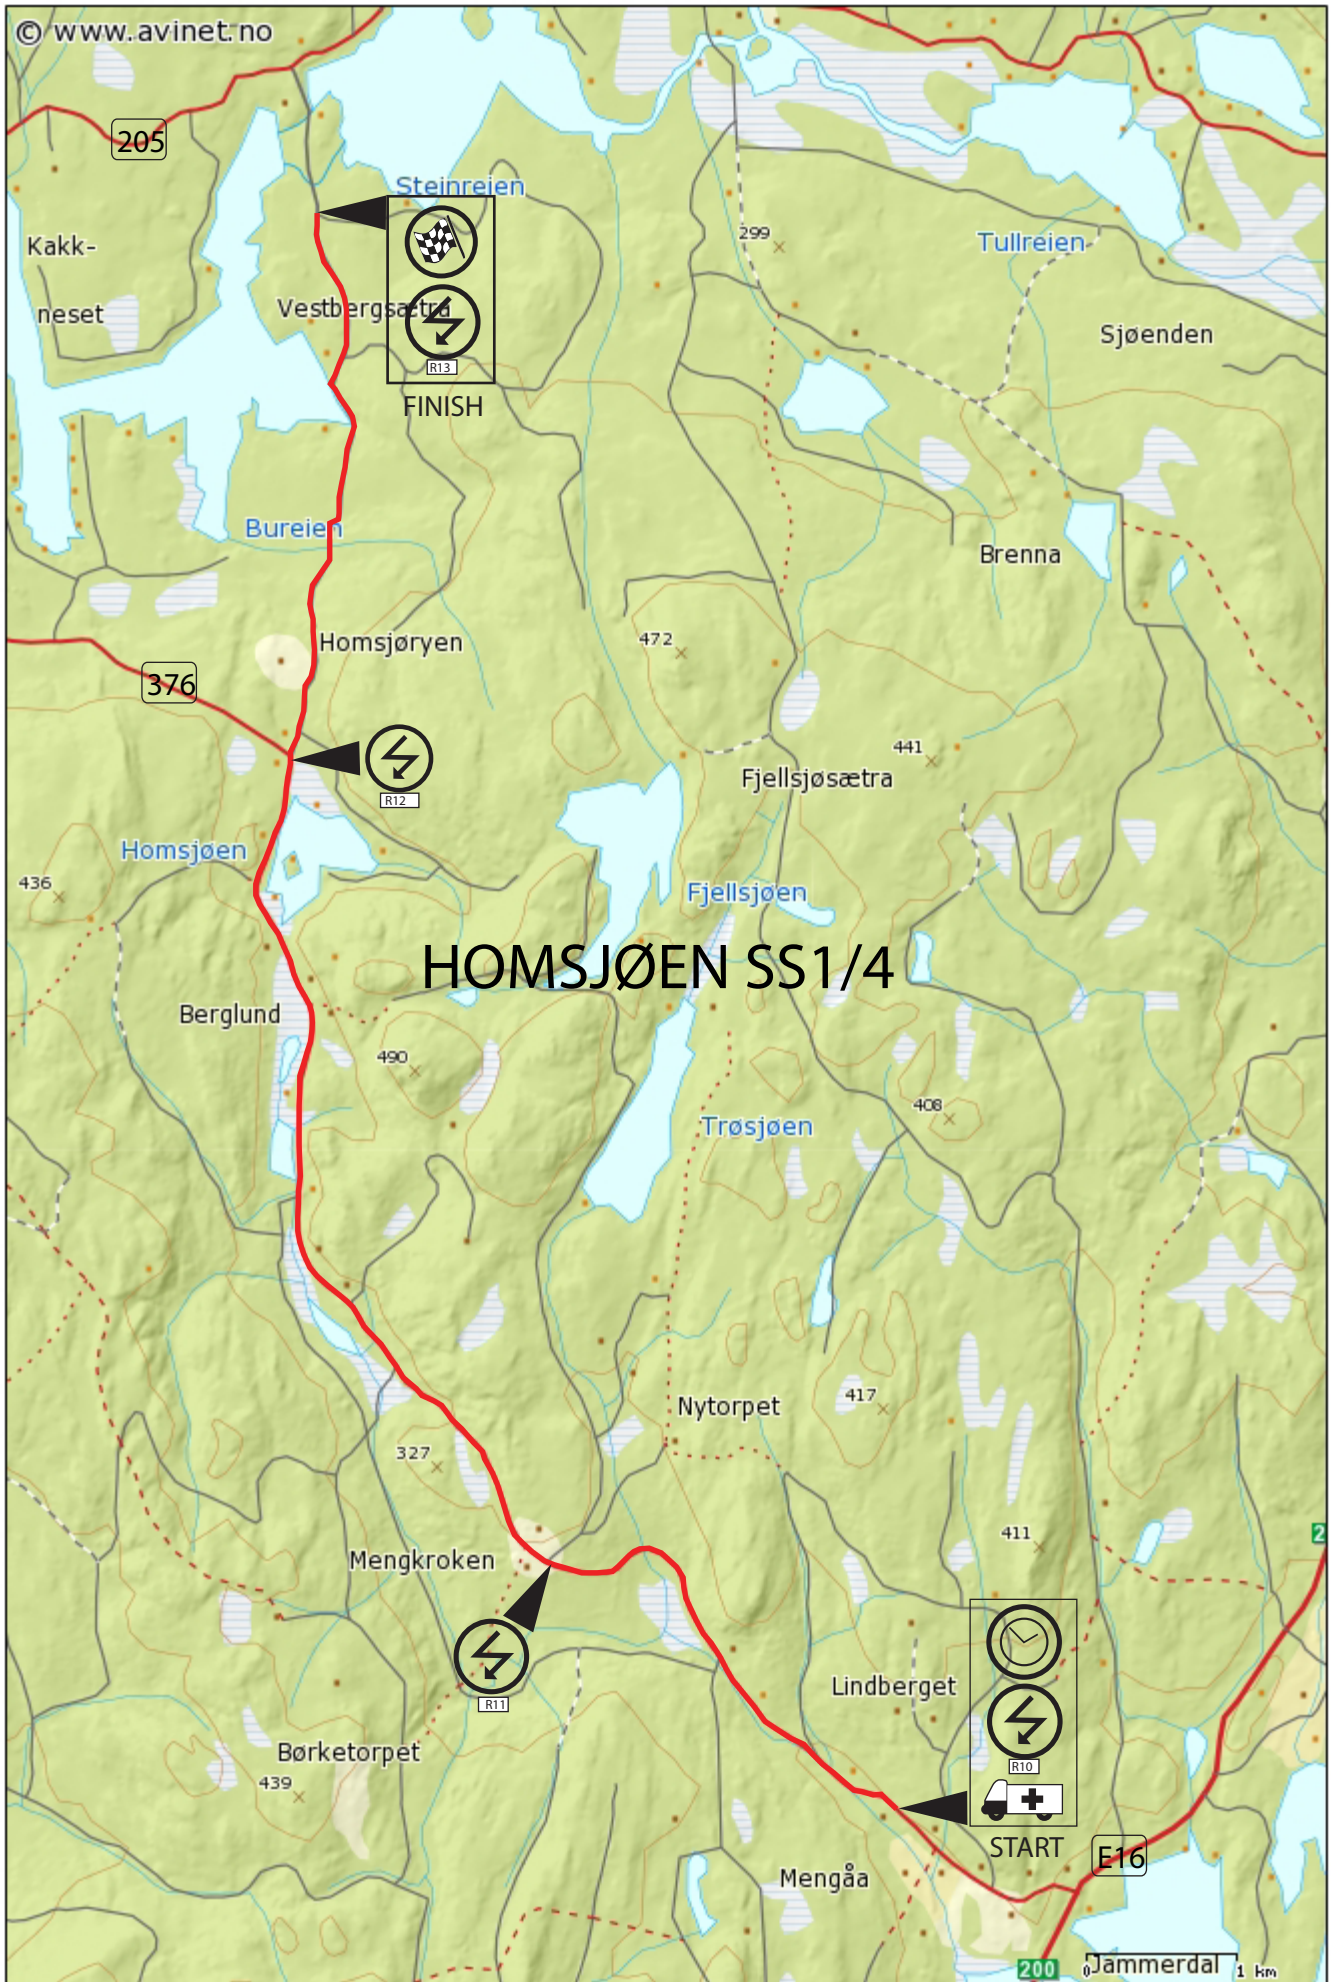 © www.avinet.no
205
Steinreien
299
Tullreien
Kakk-
neset
Vestbergsætra
Sjøenden
R13
FINISH
Bureien
Brenna
Homsjøryen
472
376
441
Fjellsjøsætra
R12
Homsjøen
436
Fjellsjøen
HOMSJØEN SS1/4
Berglund
490
408
Trøsjøen
417
Nytorpet
327
411
2
Mengkroken
Lindberget
R11
Børketorpet
439
R10
START
E16
Mengåa
200
Jammerdal
0 1 km